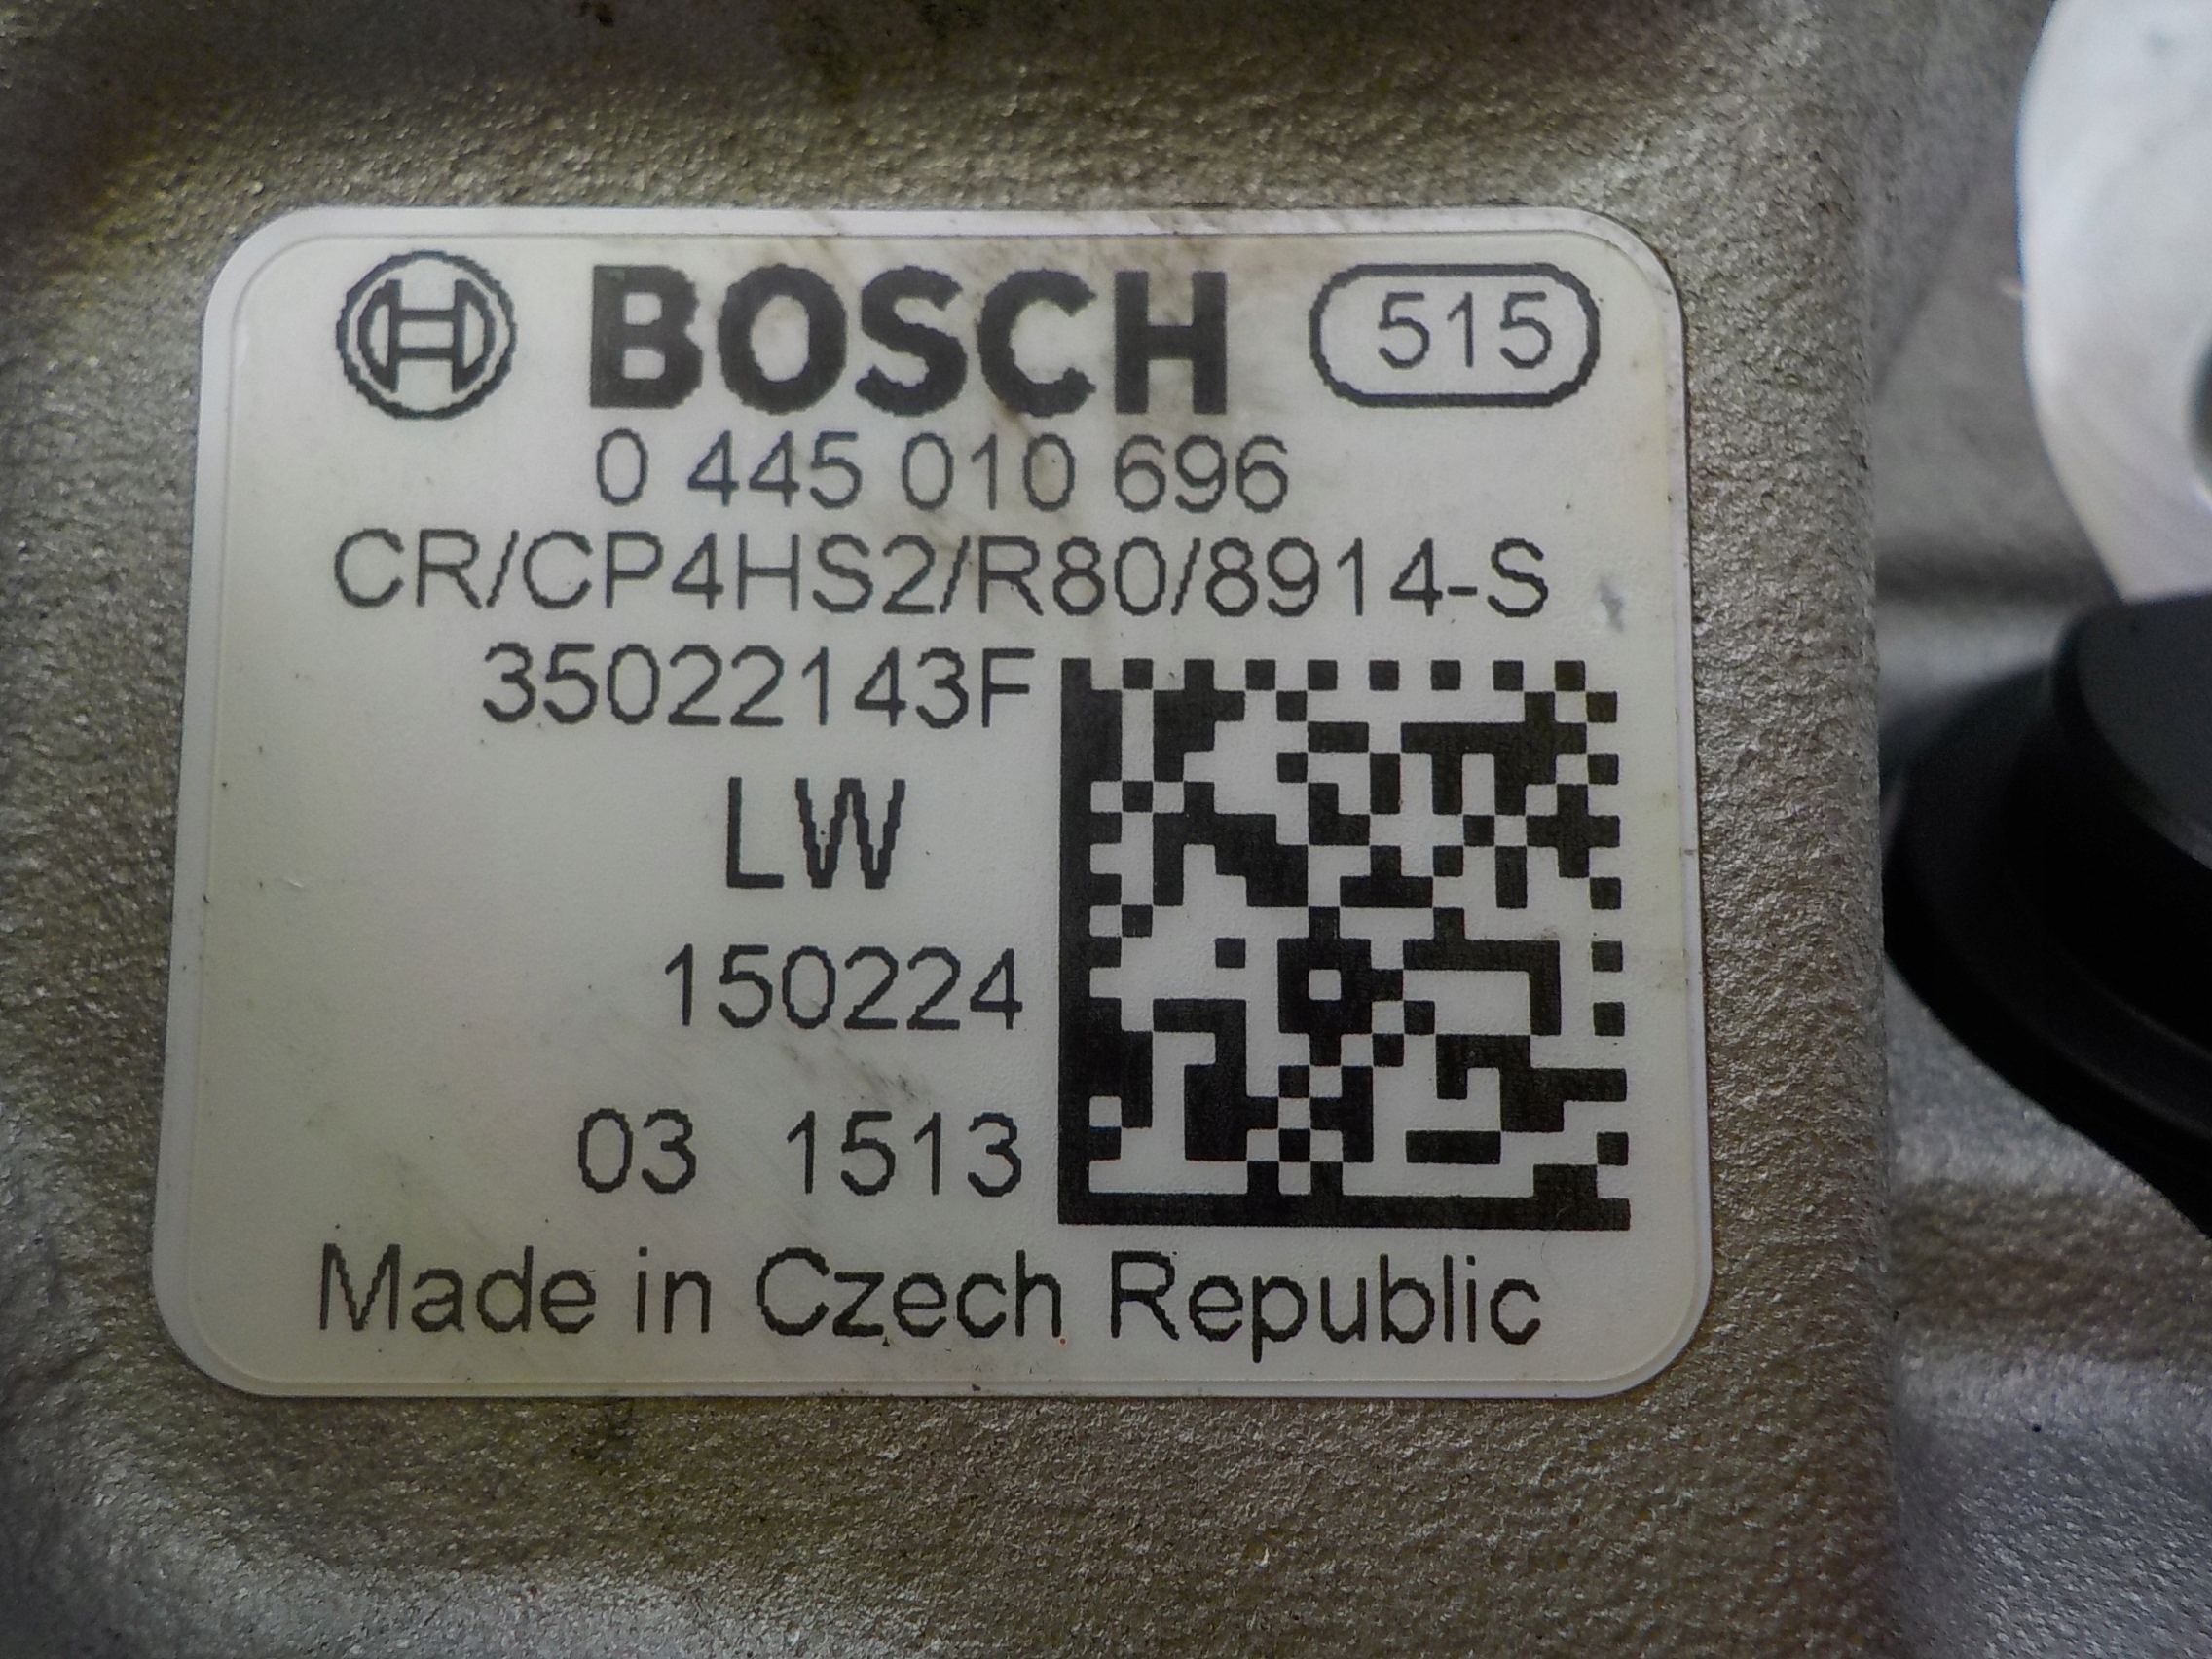 BOSCH 515
0 445 010 696
CR/CP4HS2/R80/8914-S
35022143F
LW
150224
03 1513
Made in Czech Republic